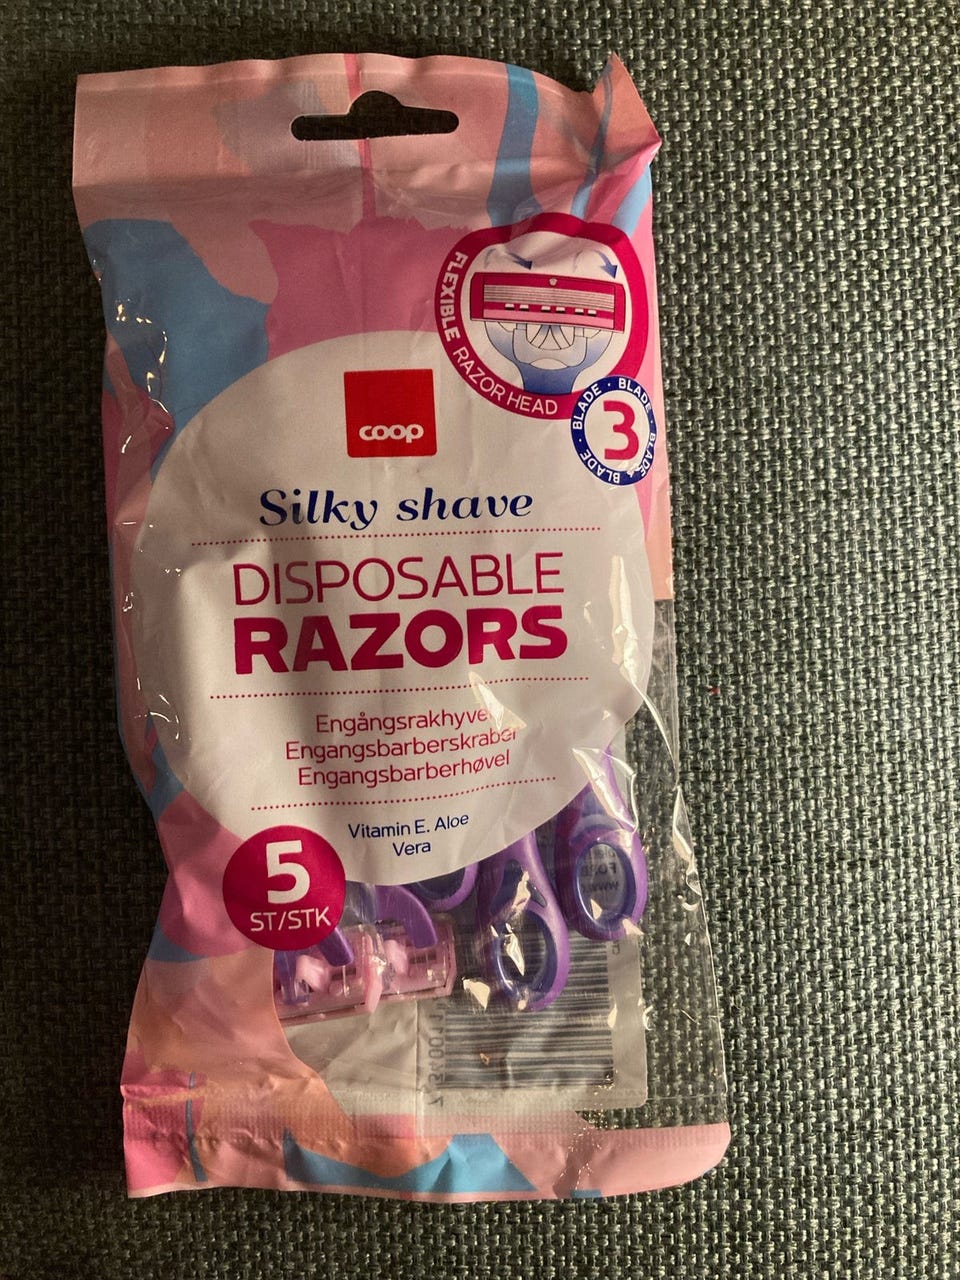 FLEXIBLE RAZOR HEAD
BLADE · BLADE · BLADE · BLADE ·
3
coop
Silky shave
DISPOSABLE
RAZORS
Engångsrakhyvel
Engangsbarberskraber
Engangsbarberhøvel
Vitamin E. Aloe
Vera
5
ST/STK